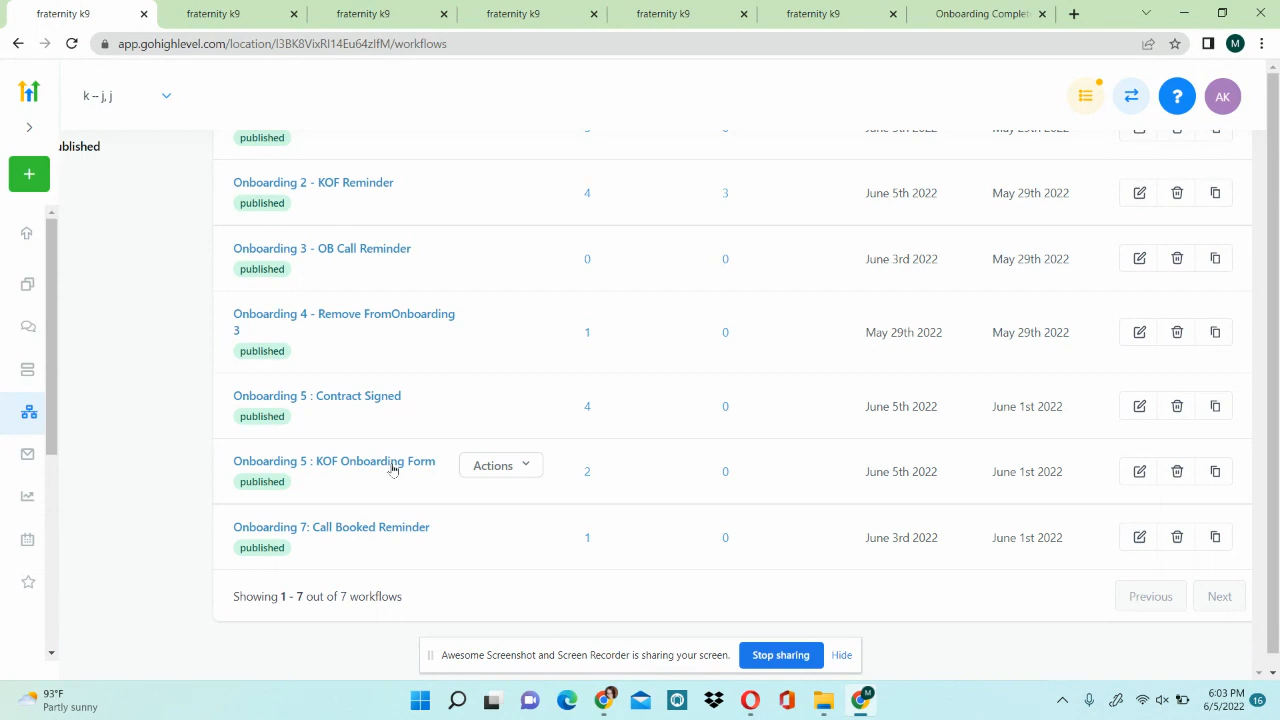 fraternity k9
fraternity k9
fraternity k9
fraternity k9
fraternity k9
fraternity k9
Onboarding Complet
app.gohighlevel.com/location/I3BK8VixRI14Eu64zIfM/workflows
M
k -- j, j
?
AK
ublished
published
Onboarding 2 - KOF Reminder
published
4
3
June 5th 2022
May 29th 2022
Onboarding 3 - OB Call Reminder
published
0
0
June 3rd 2022
May 29th 2022
Onboarding 4 - Remove FromOnboarding
3
published
1
0
May 29th 2022
May 29th 2022
Onboarding 5 : Contract Signed
published
4
0
June 5th 2022
June 1st 2022
Onboarding 5 : KOF Onboarding Form
published
Actions
2
0
June 5th 2022
June 1st 2022
Onboarding 7: Call Booked Reminder
published
1
0
June 3rd 2022
June 1st 2022
Showing 1 - 7 out of 7 workflows
Previous
Next
Awesome Screenshot and Screen Recorder is sharing your screen.
Stop sharing
Hide
93°F
Partly sunny
M
6:03 PM
6/5/2022
16